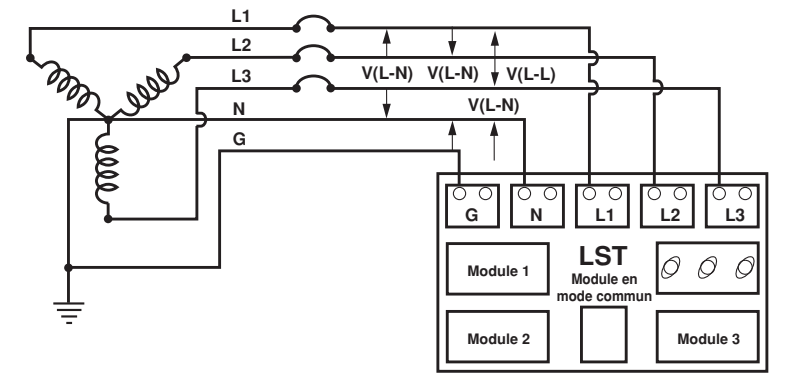 L1
L2
L3
V(L-N)
V(L-N)
V(L-L)
N
V(L-N)
G
G
N
L1
L2
L3
LST
Module en
mode commun
Module 1
Module 2
Module 3